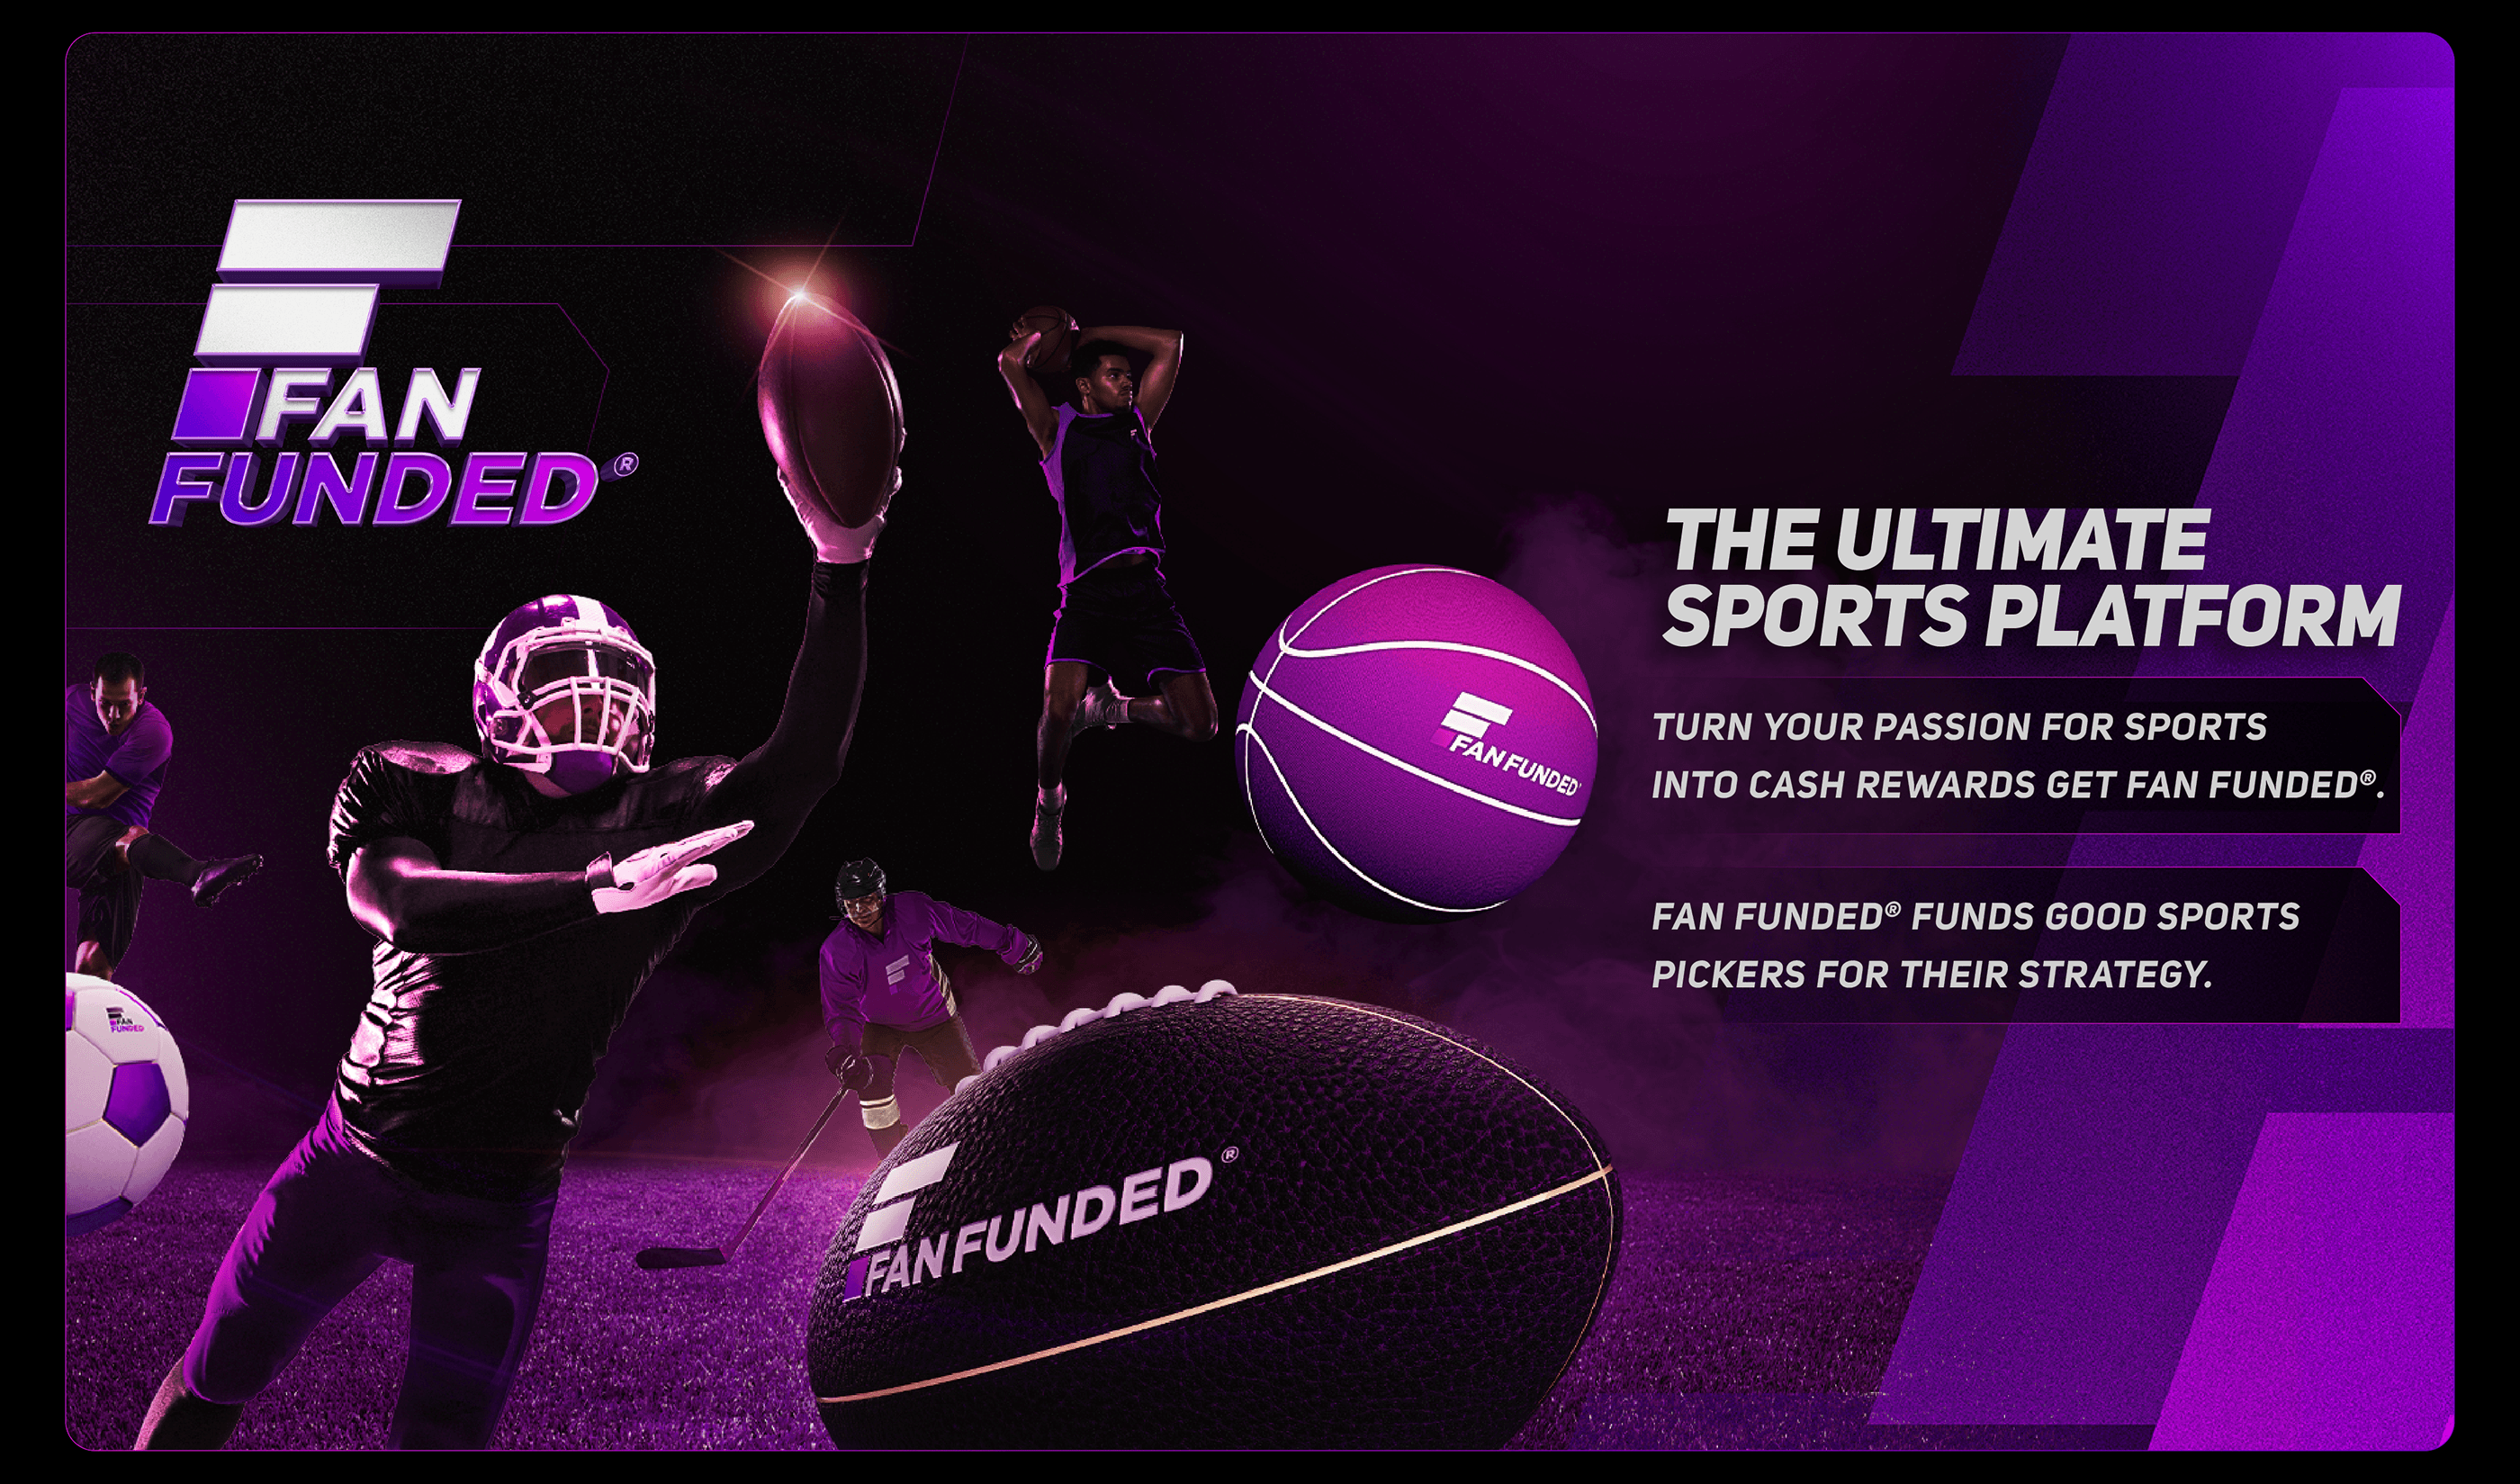 FAN
FUNDED®
THE ULTIMATE
SPORTS PLATFORM
TURN YOUR PASSION FOR SPORTS
INTO CASH REWARDS GET FAN FUNDED®.
FAN FUNDED® FUNDS GOOD SPORTS
PICKERS FOR THEIR STRATEGY.
FAN FUNDED
FAN
FUNDED
FAN FUNDED®